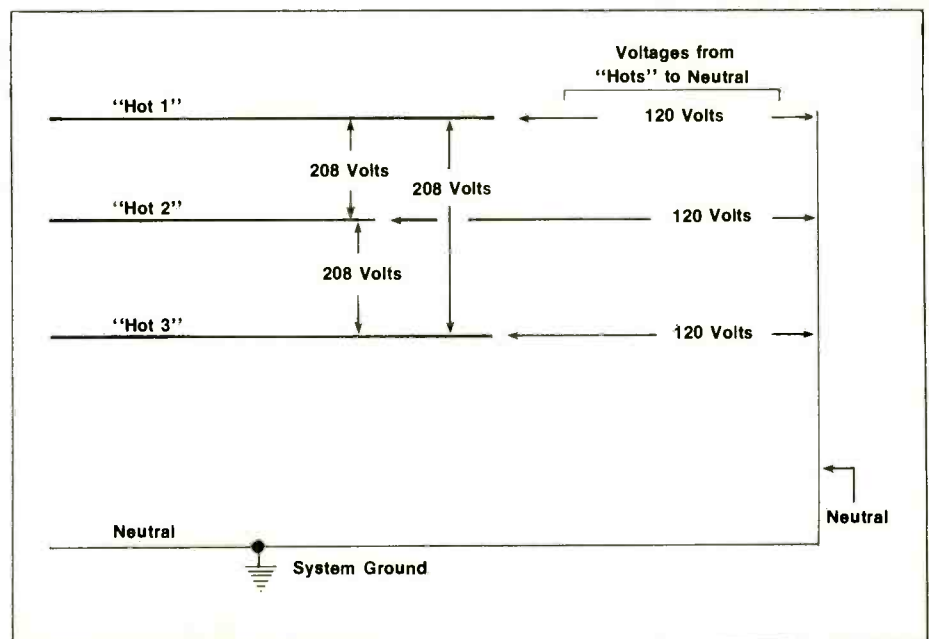 Voltages from
"Hots" to Neutral
"Hot 1"
120 Volts
208 Volts
208 Volts
"Hot 2"
120 Volts
208 Volts
"Hot 3"
120 Volts
Neutral
Neutral
System Ground